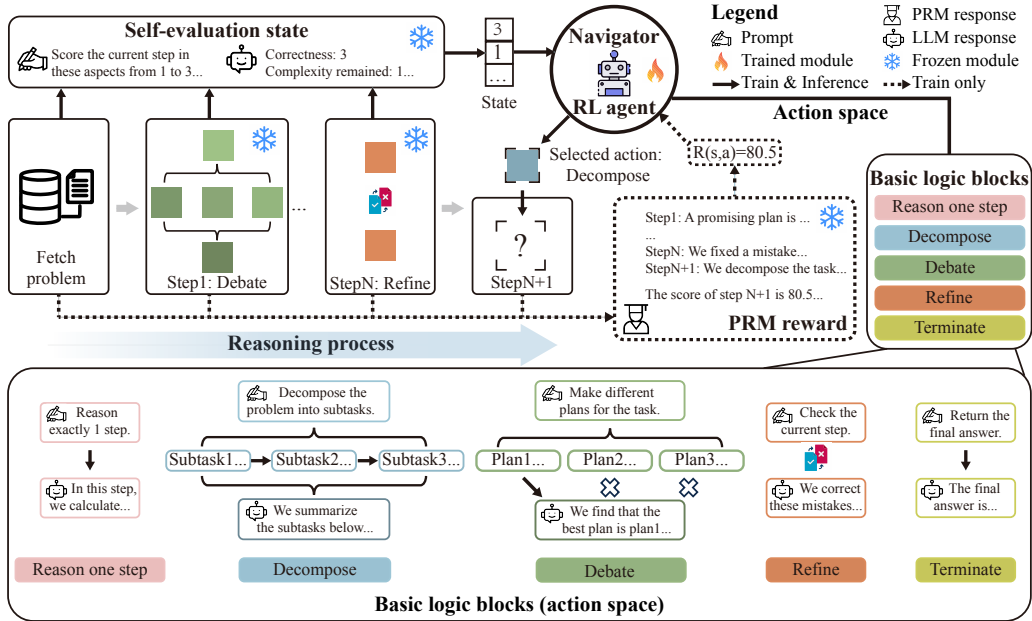 Self-evaluation state
Score the current step in
these aspects from 1 to 3...
Correctness: 3
Complexity remained: 1...
3
1
...
State
Navigator
RL agent
Legend
Prompt
Trained module
Train & Inference
PRM response
LLM response
Frozen module
Train only
Action space
Selected action:
Decompose
R(s,a)=80.5
Fetch
problem
...
Step1: Debate
StepN: Refine
?
StepN+1
Step1: A promising plan is ...
...
StepN: We fixed a mistake...
StepN+1: We decompose the task...
The score of step N+1 is 80.5...
PRM reward
Basic logic blocks
Reason one step
Decompose
Debate
Refine
Terminate
Reasoning process
Reason
exactly 1 step.
In this step,
we calculate...
Reason one step
Decompose the
problem into subtasks.
Subtask1...
Subtask2...
Subtask3...
We summarize
the subtasks below...
Decompose
Make different
plans for the task.
Plan1...
Plan2...
Plan3...
We find that the
best plan is plan1...
Debate
Check the
current step.
We correct
these mistakes...
Refine
Return the
final answer.
The final
answer is...
Terminate
Basic logic blocks (action space)